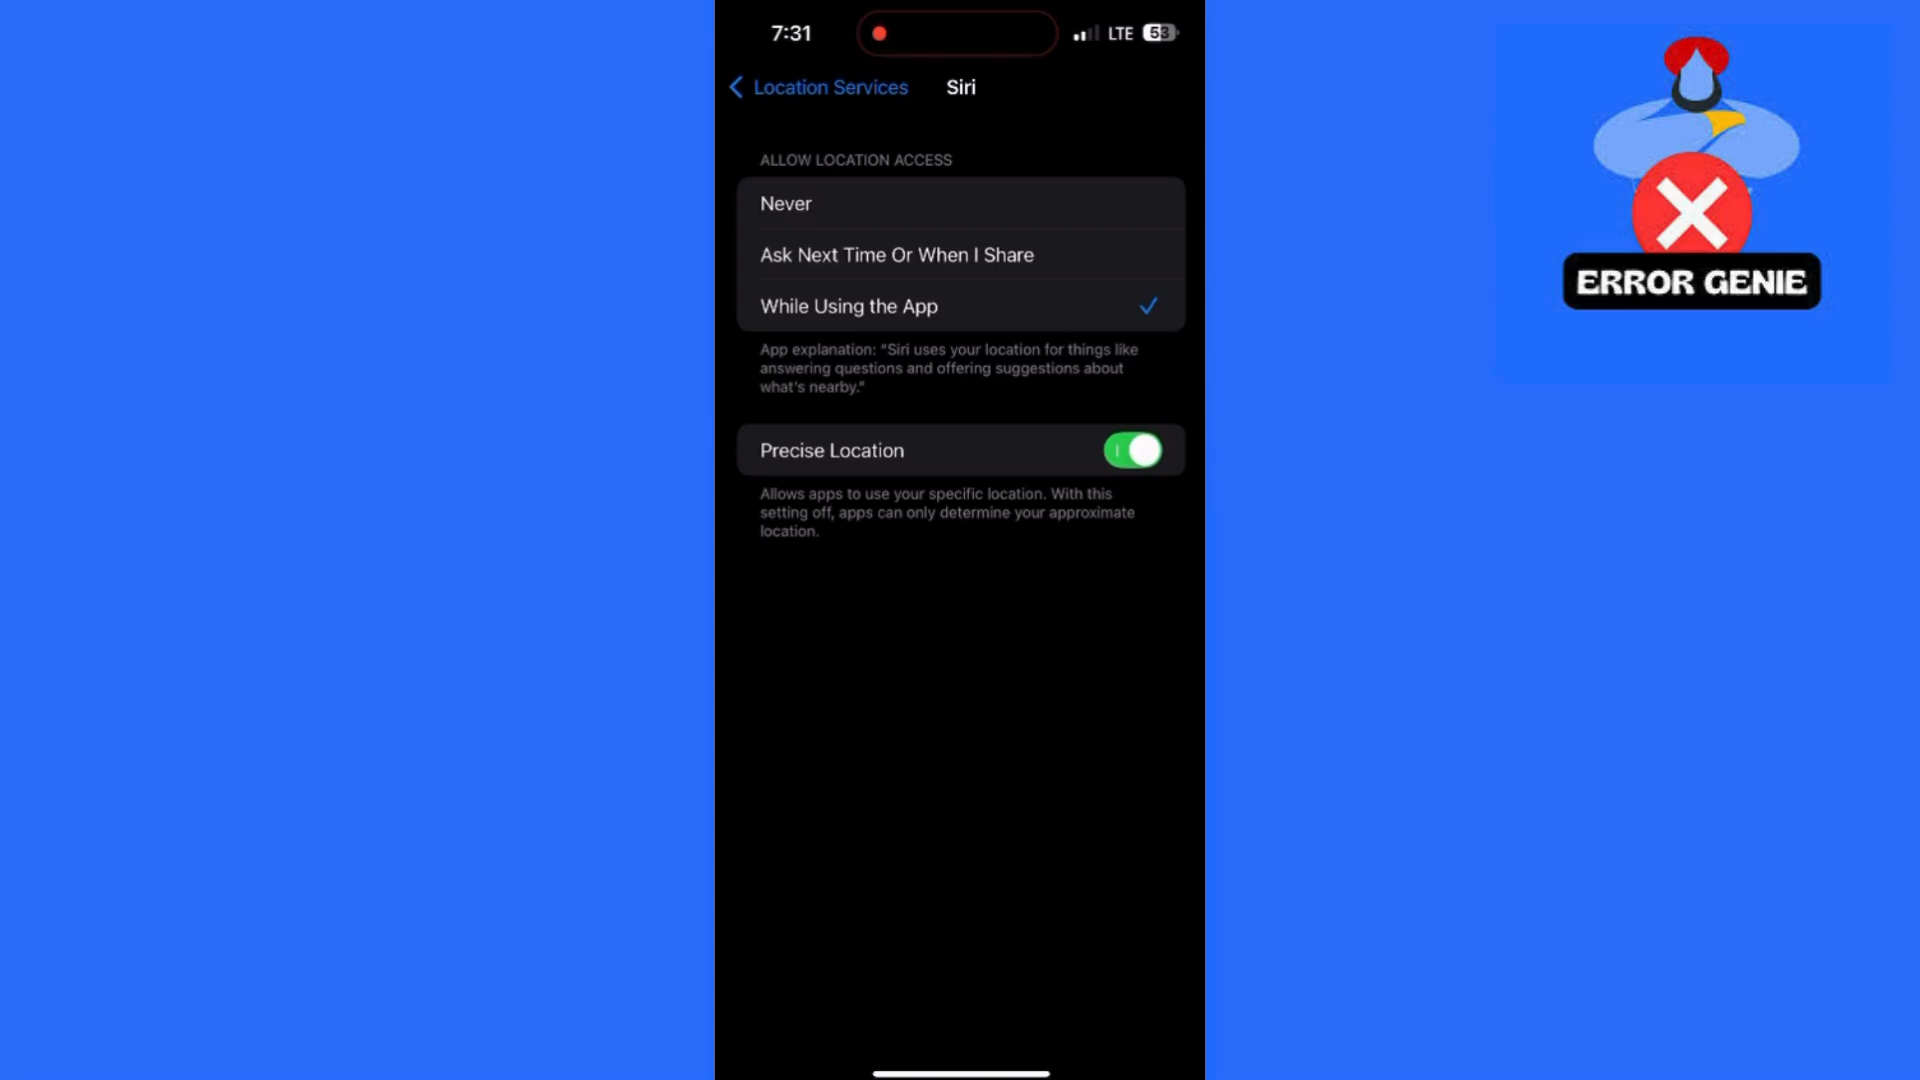 7:31
LTE
53
Location Services
Siri
ALLOW LOCATION ACCESS
Never
Ask Next Time Or When I Share
While Using the App
App explanation: "Siri uses your location for things like
answering questions and offering suggestions about
what's nearby."
Precise Location
Allows apps to use your specific location. With this
setting off, apps can only determine your approximate
location.
ERROR GENIE